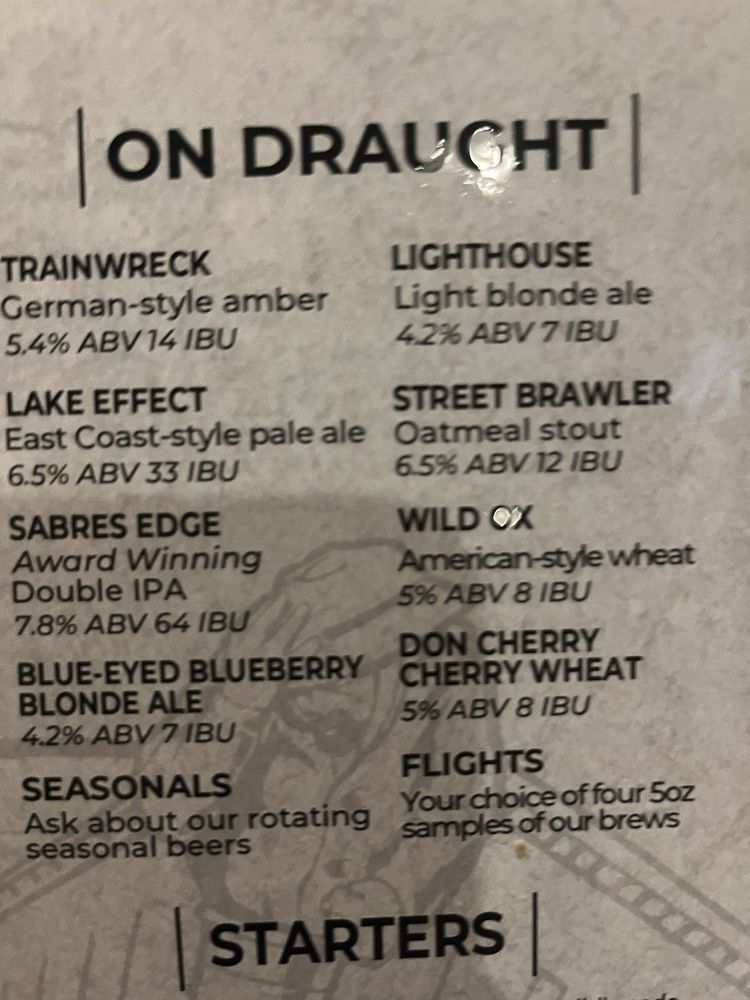 ON DRAUGHT
TRAINWRECK
German-style amber
5.4% ABV 14 IBU
LAKE EFFECT
East Coast-style pale ale
6.5% ABV 33 IBU
SABRES EDGE
Award Winning
Double IPA
7.8% ABV 64 IBU
BLUE-EYED BLUEBERRY
BLONDE ALE
4.2% ABV 7 IBU
SEASONALS
Ask about our rotating
seasonal beers
LIGHTHOUSE
Light blonde ale
4.2% ABV 7 IBU
STREET BRAWLER
Oatmeal stout
6.5% ABV 12 IBU
WILD OX
American-style wheat
5% ABV 8 IBU
DON CHERRY
CHERRY WHEAT
5% ABV 8 IBU
FLIGHTS
Your choice of four 5oz
samples of our brews
STARTERS